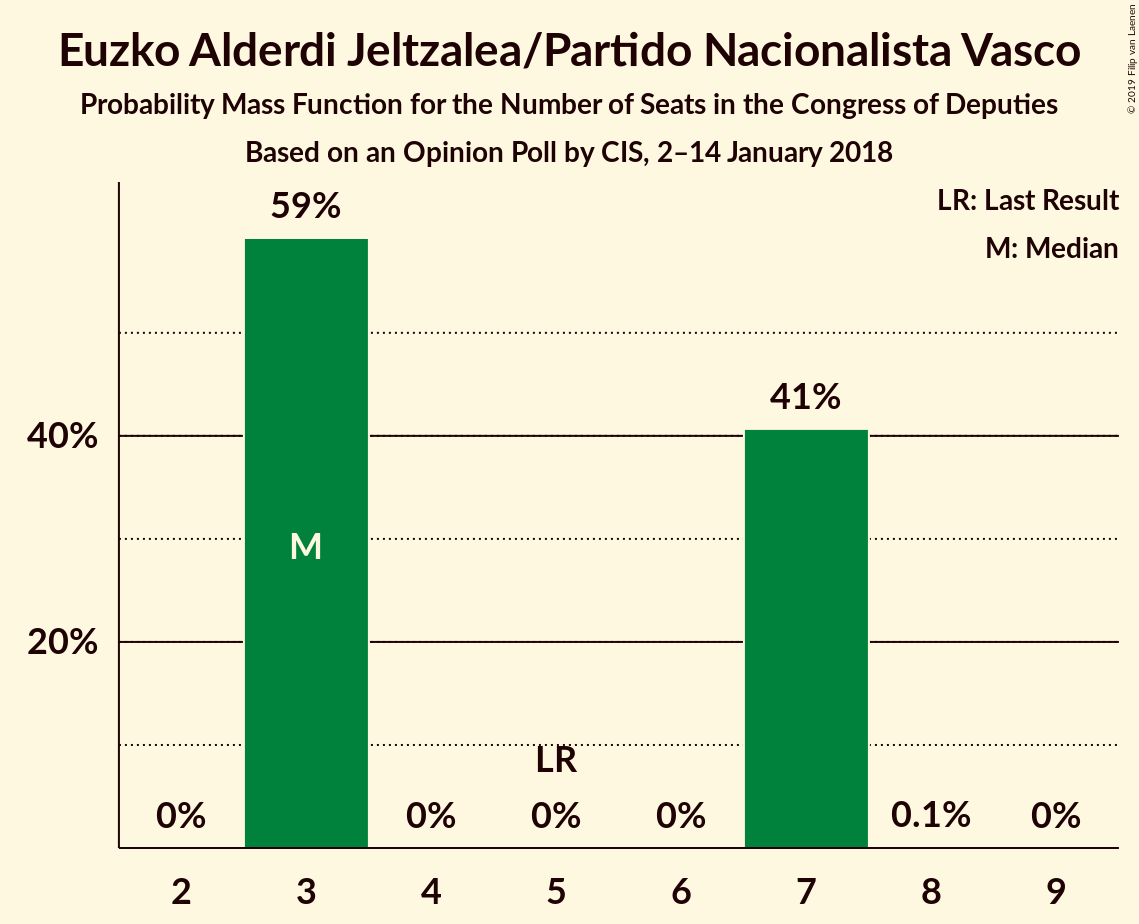 Euzko Alderdi Jeltzalea/Partido Nacionalista Vasco
Probability Mass Function for the Number of Seats in the Congress of Deputies
Based on an Opinion Poll by CIS, 2–14 January 2018
© 2019 Filip van Laenen
LR: Last Result
M: Median
59%
41%
40%
M
20%
LR
0%
0%
0%
0%
0.1%
0%
2 3 4 5 6 7 8 9